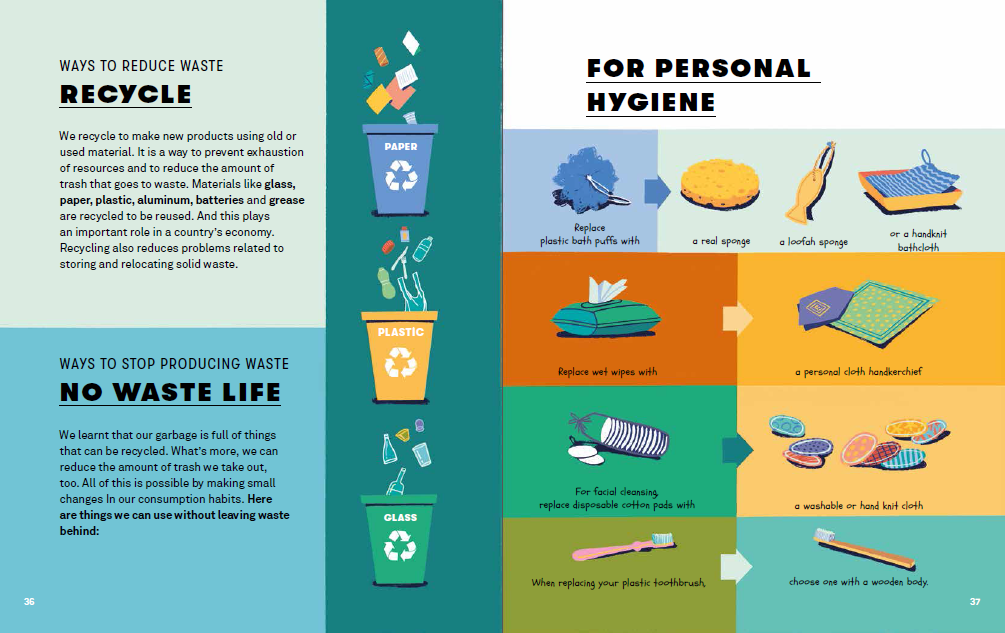 WAYS TO REDUCE WASTE
RECYCLE
We recycle to make new products using old or
used material. It is a way to prevent exhaustion
of resources and to reduce the amount of
trash that goes to waste. Materials like glass,
paper, plastic, aluminum, batteries and grease
are recycled to be reused. And this plays
an important role in a country's economy.
Recycling also reduces problems related to
storing and relocating solid waste.
WAYS TO STOP PRODUCING WASTE
NO WASTE LIFE
We learnt that our garbage is full of things
that can be recycled. What's more, we can
reduce the amount of trash we take out,
too. All of this is possible by making small
changes In our consumption habits. Here
are things we can use without leaving waste
behind:
36
PAPER
PLASTIC
GLASS
FOR PERSONAL
HYGIENE
Replace
plastic bath puffs with
a real sponge
a loofah sponge
or a handknit
bathcloth
Replace wet wipes with
a personal cloth handkerchief
For facial cleansing,
replace disposable cotton pads with
a washable or hand knit cloth
When replacing your plastic toothbrush,
choose one with a wooden body.
37